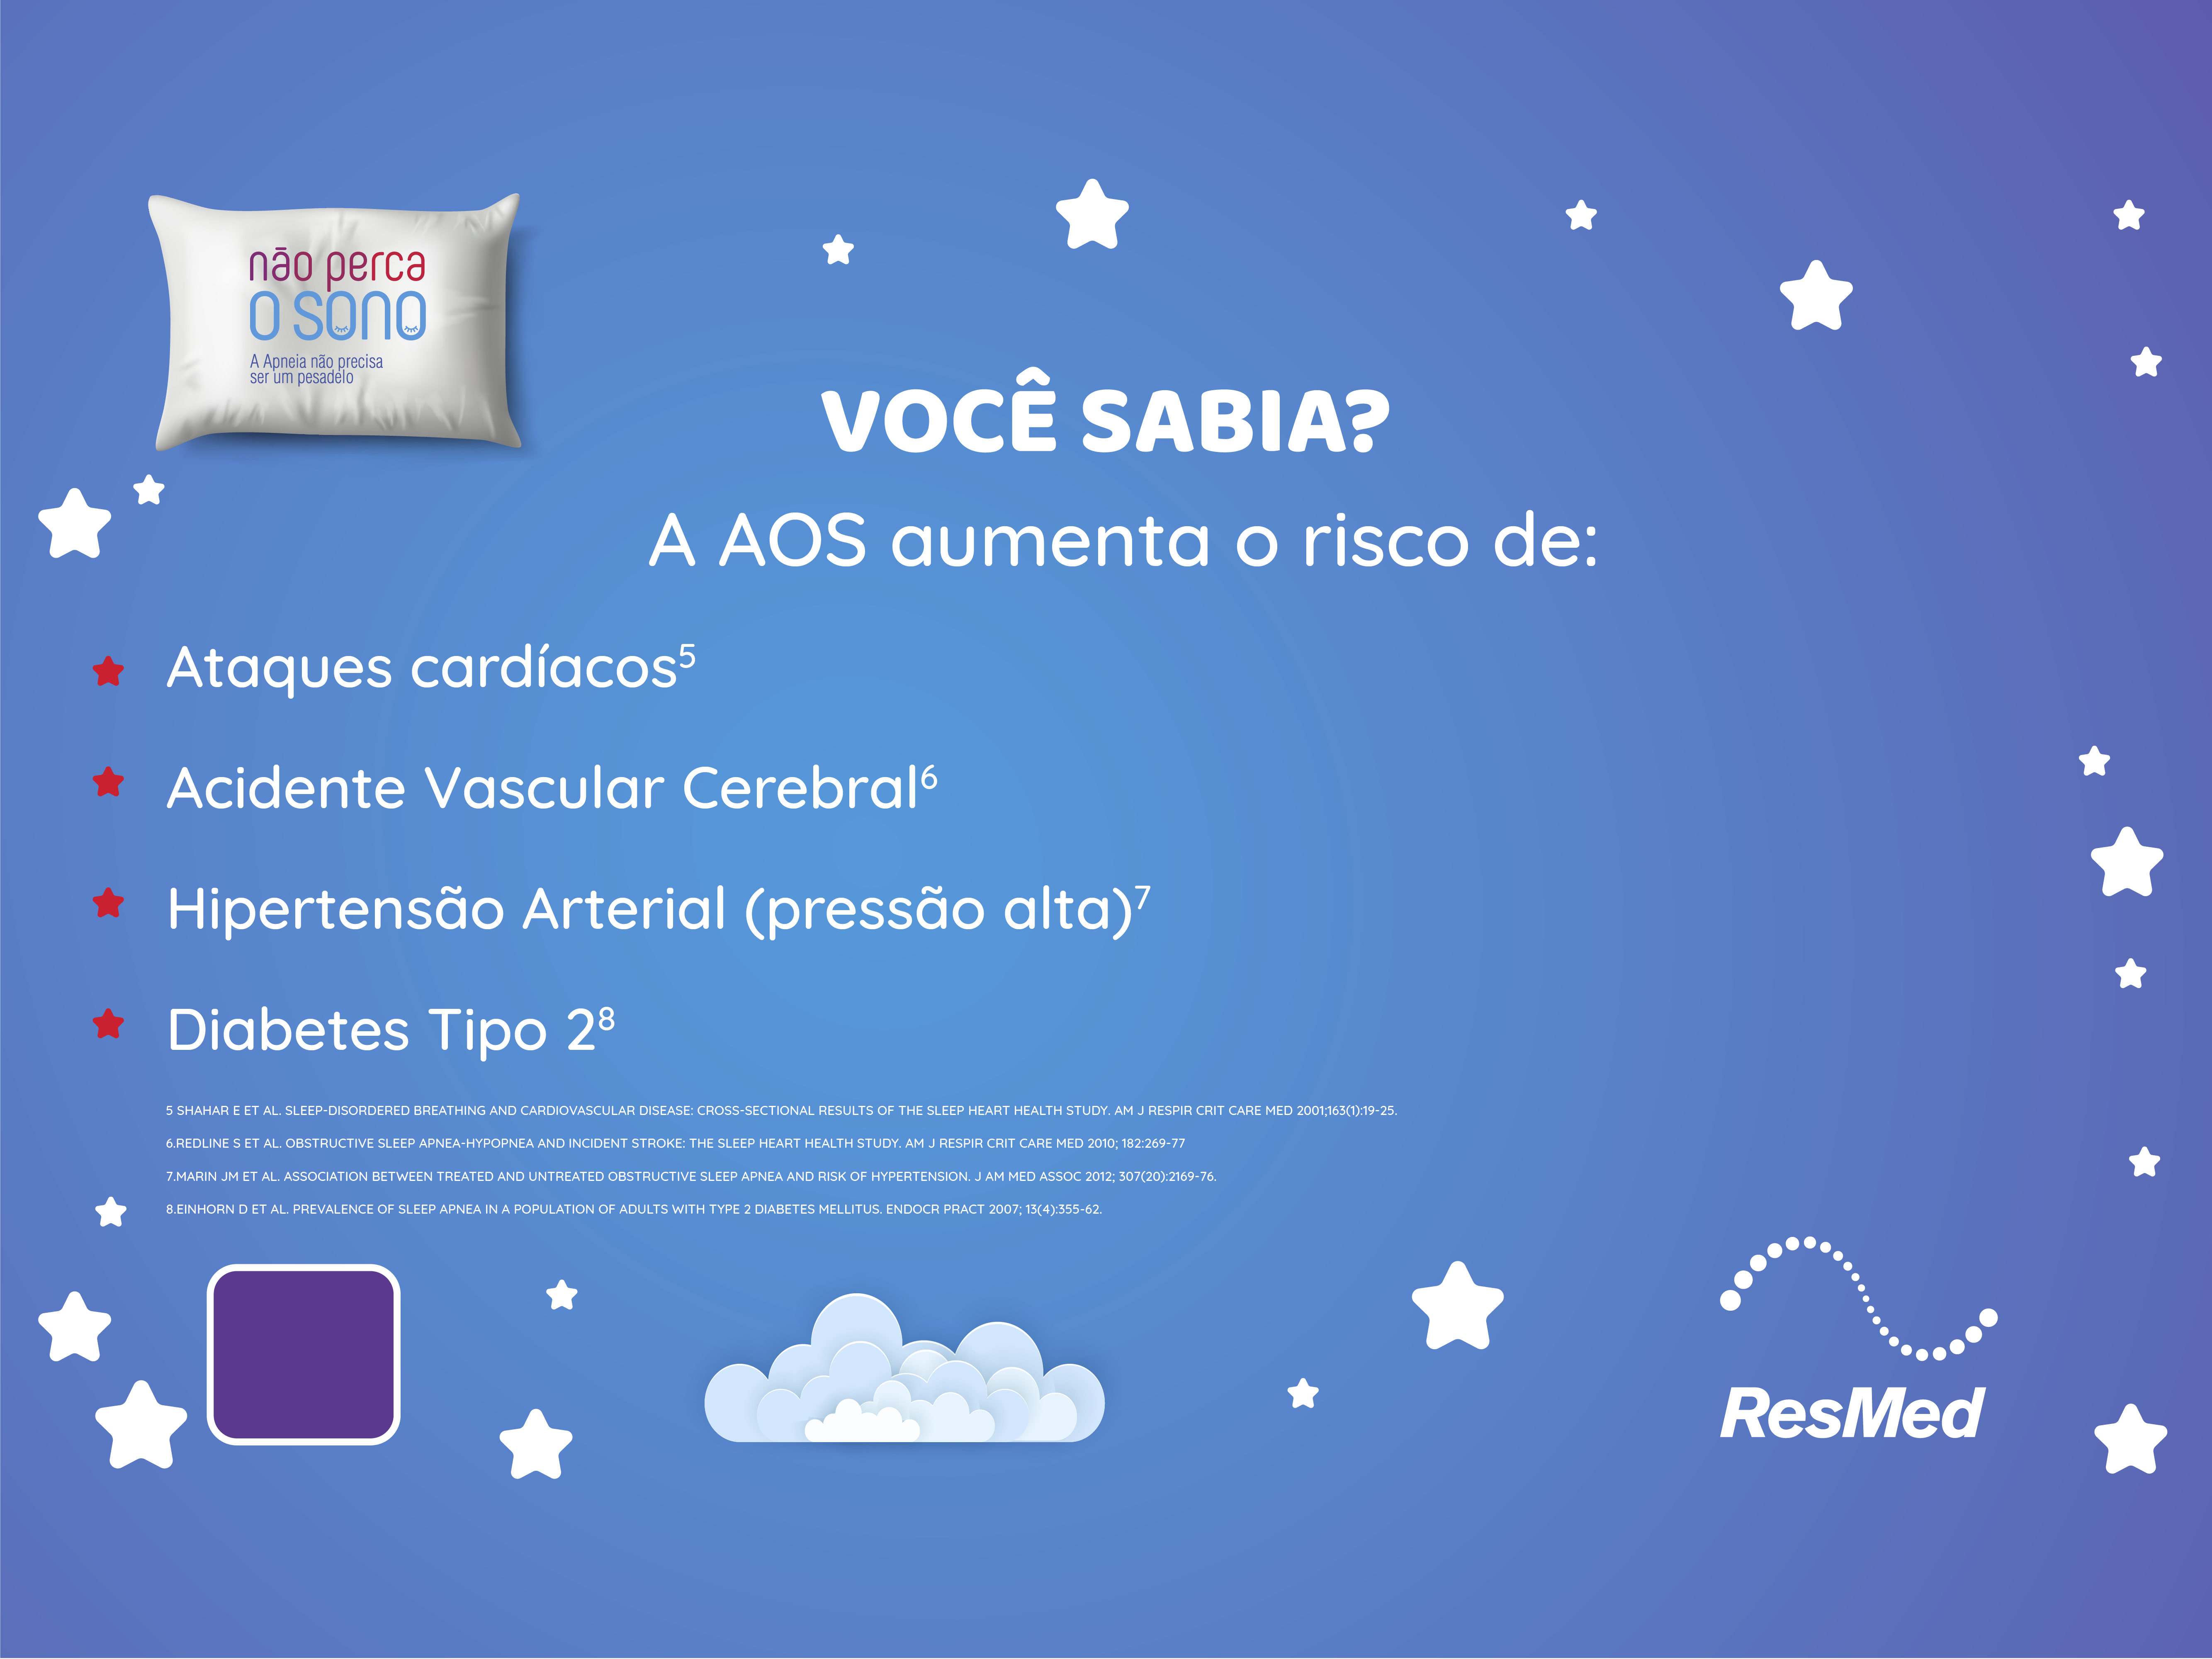 não perca
o sono
A Apneia não precisa
ser um pesadelo
VOCÊ SABIA?
A AOS aumenta o risco de:
Ataques cardíacos⁵
Acidente Vascular Cerebral⁶
Hipertensão Arterial (pressão alta)⁷
Diabetes Tipo 2⁸
5 SHAHAR E ET AL. SLEEP-DISORDERED BREATHING AND CARDIOVASCULAR DISEASE: CROSS-SECTIONAL RESULTS OF THE SLEEP HEART HEALTH STUDY. AM J RESPIR CRIT CARE MED 2001;163(1):19-25.
6.REDLINE S ET AL. OBSTRUCTIVE SLEEP APNEA-HYPOPNEA AND INCIDENT STROKE: THE SLEEP HEART HEALTH STUDY. AM J RESPIR CRIT CARE MED 2010; 182:269-77
7.MARIN JM ET AL. ASSOCIATION BETWEEN TREATED AND UNTREATED OBSTRUCTIVE SLEEP APNEA AND RISK OF HYPERTENSION. J AM MED ASSOC 2012; 307(20):2169-76.
8.EINHORN D ET AL. PREVALENCE OF SLEEP APNEA IN A POPULATION OF ADULTS WITH TYPE 2 DIABETES MELLITUS. ENDOCR PRACT 2007; 13(4):355-62.
ResMed